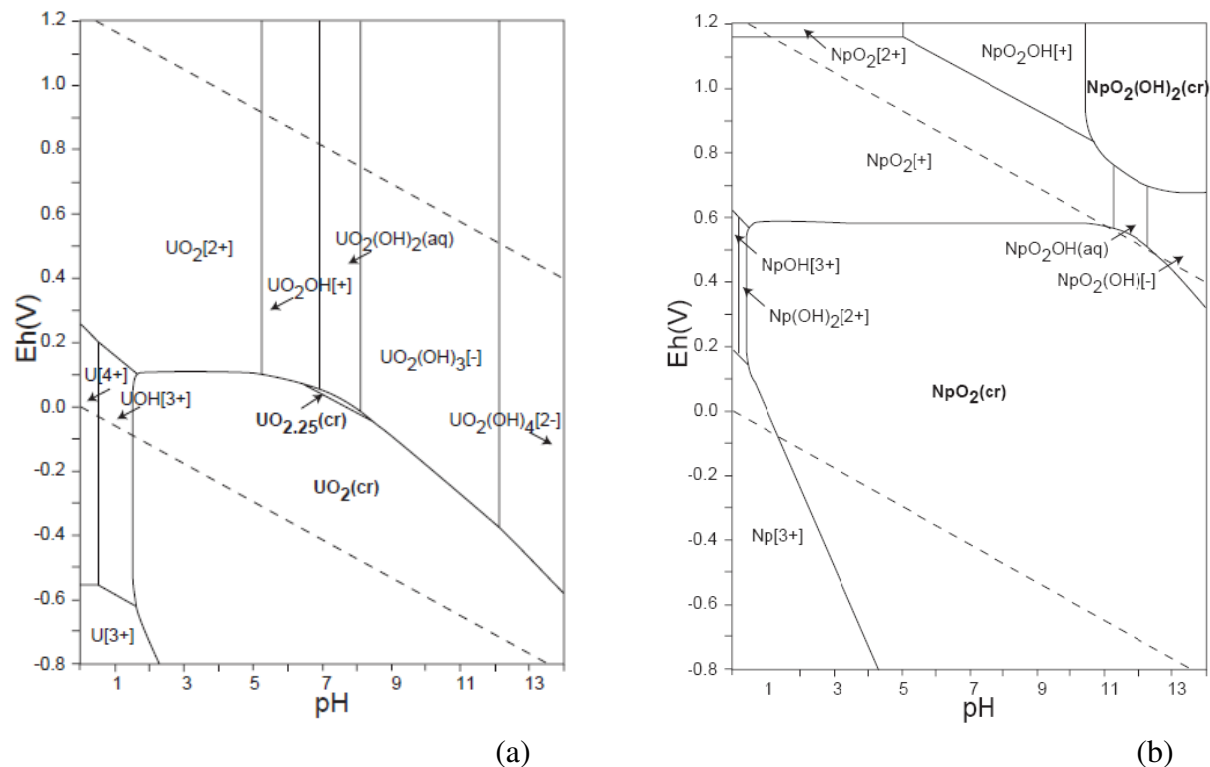 1.2
1.0
0.8
0.6
0.4
0.2
0.0
-0.2
-0.4
-0.6
-0.8
Eh(V)
UO2[2+]
UO2(OH)2(aq)
UO2OH[+]
UO2(OH)3[-]
U[4+]
UOH[3+]
UO2.25(cr)
UO2(OH)4[2-]
UO2(cr)
U[3+]
1 3 5 7 9 11 13
pH
(a)
1.2
1.0
0.8
0.6
0.4
0.2
0.0
-0.2
-0.4
-0.6
-0.8
Eh(V)
NpO2[2+]
NpO2OH[+]
NpO2(OH)2(cr)
NpO2[+]
NpOH[3+]
NpO2OH(aq)
NpO2(OH)[-]
Np(OH)2[2+]
NpO2(cr)
Np[3+]
1 3 5 7 9 11 13
pH
(b)